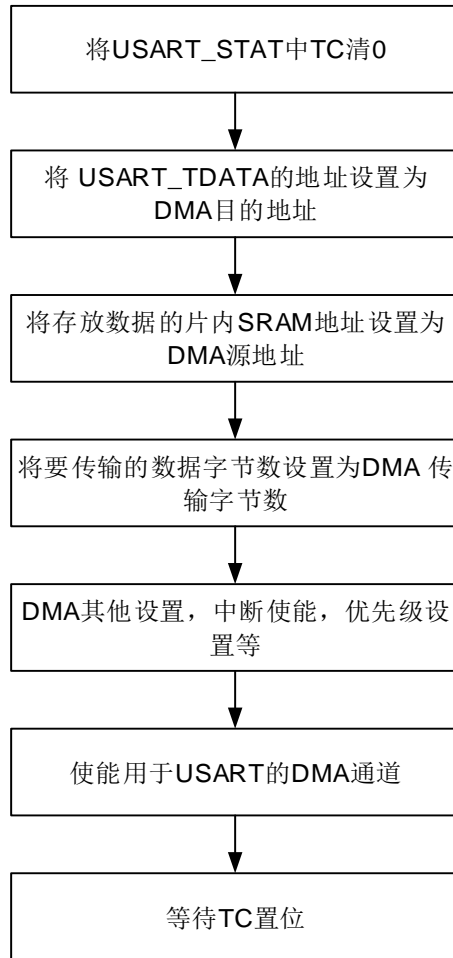 将USART_STAT中TC清0
将 USART_TDATA的地址设置为
DMA目的地址
将存放数据的片内SRAM地址设置为
DMA源地址
将要传输的数据字节数设置为DMA 传
输字节数
DMA其他设置，中断使能，优先级设
置等
使能用于USART的DMA通道
等待TC置位